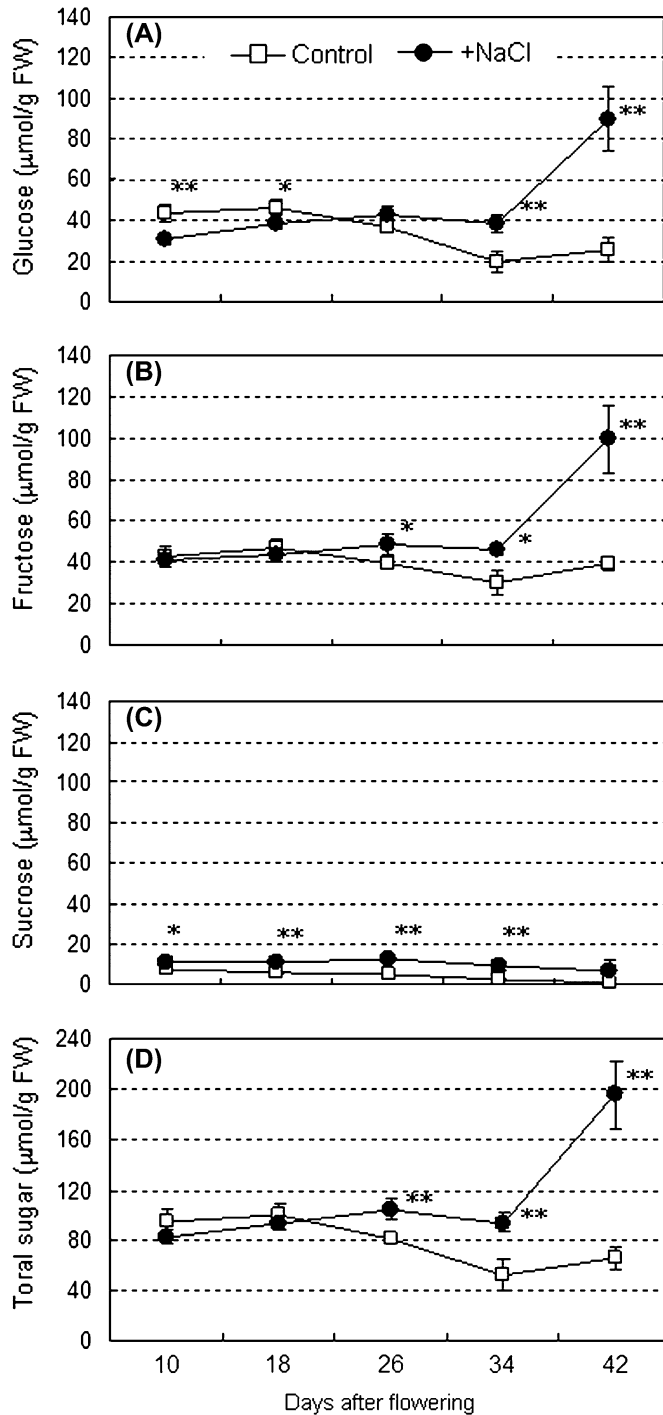 (A)
Control +NaCl
Glucose (μmol/g FW)
140
120
100
80
60
40
20
0
** * ** **
(B)
Fructose (μmol/g FW)
140
120
100
80
60
40
20
0
* * **
(C)
Sucrose (μmol/g FW)
140
120
100
80
60
40
20
0
* ** ** **
(D)
Toral sugar (μmol/g FW)
240
200
160
120
80
40
0
** ** **
10 18 26 34 42
Days after flowering